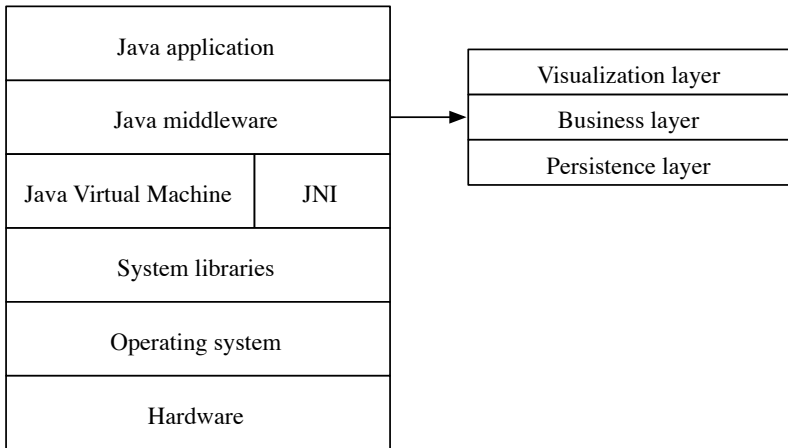 Java application
Java middleware
Java Virtual Machine
JNI
System libraries
Operating system
Hardware
Visualization layer
Business layer
Persistence layer